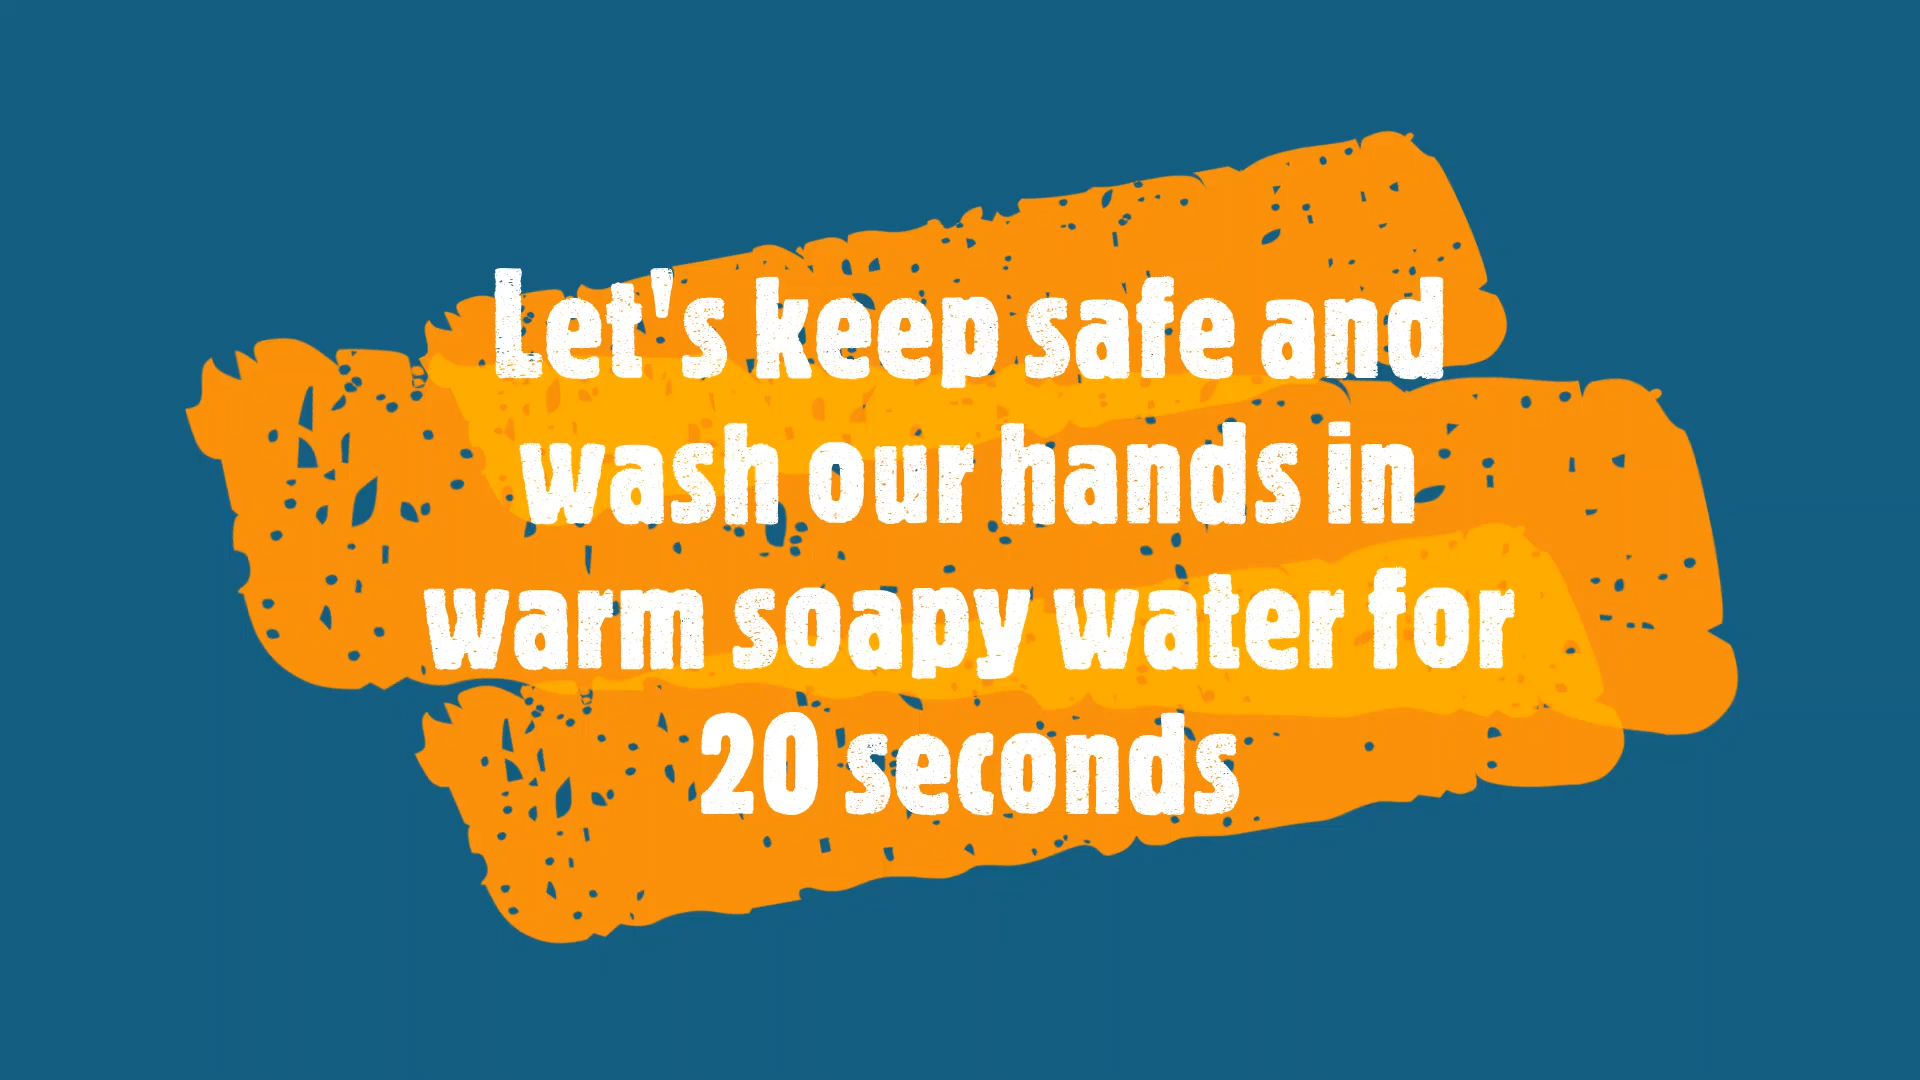 Let's keep safe and
wash our hands in
warm soapy water for
20 seconds